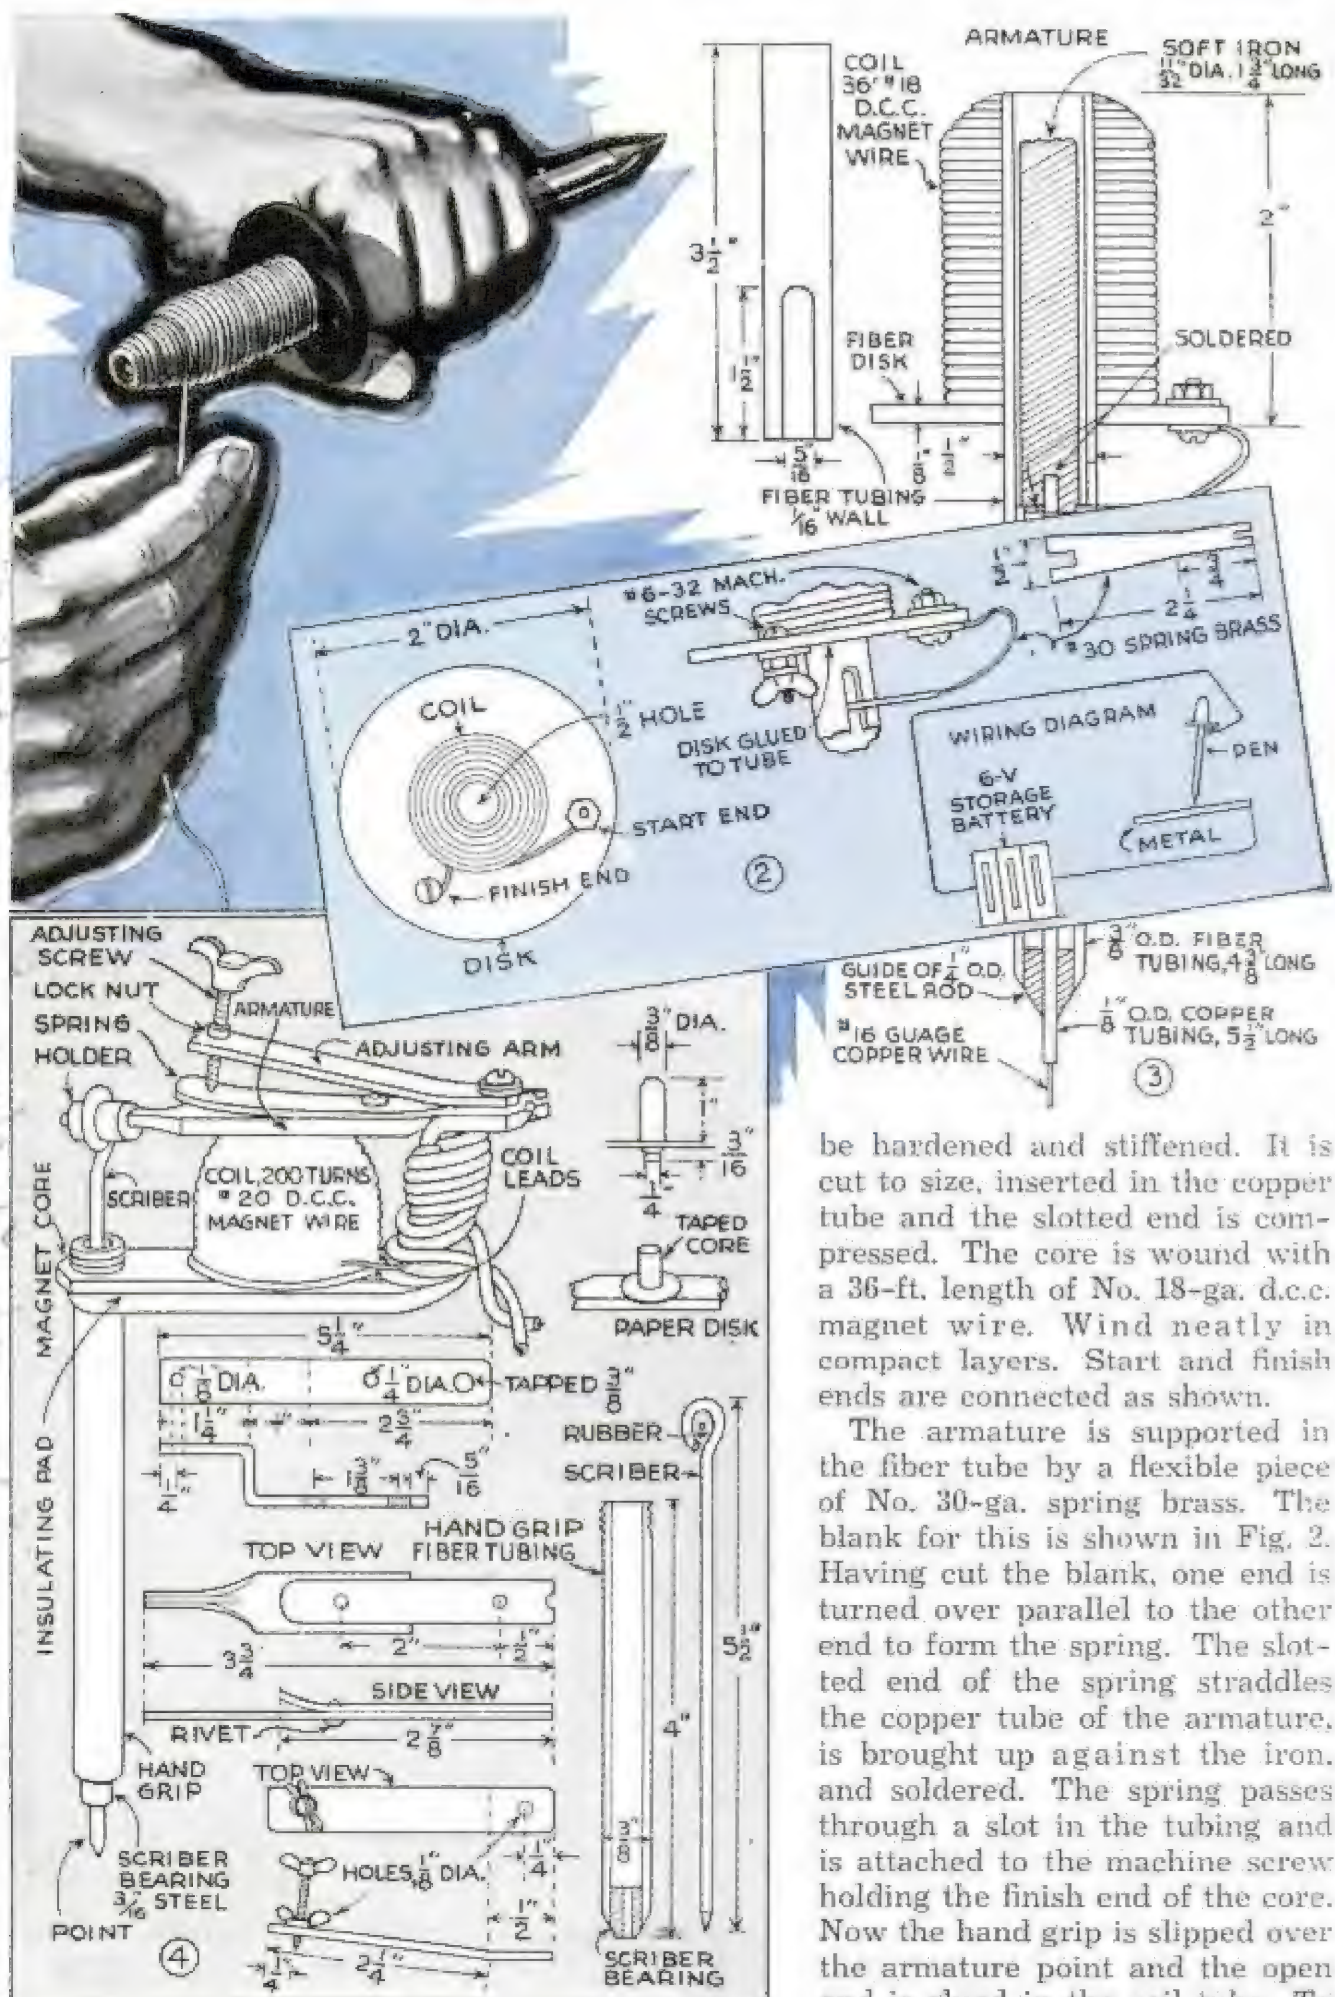 ARMATURE
SOFT IRON
11/32" DIA. 1 3/4" LONG
COIL
36' #18
D.C.C.
MAGNET
WIRE
3 1/2"
1 1/2"
2"
FIBER
DISK
SOLDERED
5/16"
1/8"
1/2"
FIBER TUBING
1/16" WALL
2" DIA.
#6-32 MACH.
SCREWS
1/2"
3/4"
2 1/4"
#30 SPRING BRASS
COIL
1/2" HOLE
DISK GLUED
TO TUBE
START END
FINISH END
DISK
2
WIRING DIAGRAM
PEN
6-V
STORAGE
BATTERY
METAL
GUIDE OF 1/4" O.D.
STEEL ROD
3/8" O.D. FIBER
TUBING, 4 3/8" LONG
1/8" O.D. COPPER
TUBING, 5 1/2" LONG
#16 GUAGE
COPPER WIRE
3
ADJUSTING
SCREW
LOCK NUT
SPRING
HOLDER
ARMATURE
ADJUSTING ARM
MAGNET CORE
SCRIBER
COIL, 200 TURNS
#20 D.C.C.
MAGNET WIRE
COIL
LEADS
3/8" DIA.
1"
3/16"
1/4"
TAPED
CORE
PAPER DISK
INSULATING PAD
5 1/4"
1/8" DIA.
1/4" DIA.
TAPPED
3/8"
1 1/4"
1"
2 3/4"
1/4"
5/16"
RUBBER
SCRIBER
HAND GRIP
FIBER TUBING
TOP VIEW
2"
1/2"
3 3/4"
SIDE VIEW
RIVET
2 7/8"
4"
5 1/2"
HAND
GRIP
TOP VIEW
HOLES, 1/8" DIA.
1/4"
3/8"
1/2"
SCRIBER
BEARING
3/16" STEEL
POINT
4
1/4"
2 1/4"
SCRIBER
BEARING
be hardened and stiffened. It is
cut to size, inserted in the copper
tube and the slotted end is com-
pressed. The core is wound with
a 36-ft. length of No. 18-ga. d.c.c.
magnet wire. Wind neatly in
compact layers. Start and finish
ends are connected as shown.
The armature is supported in
the fiber tube by a flexible piece
of No. 30-ga. spring brass. The
blank for this is shown in Fig. 2.
Having cut the blank, one end is
turned over parallel to the other
end to form the spring. The slot-
ted end of the spring straddles
the copper tube of the armature,
is brought up against the iron,
and soldered. The spring passes
through a slot in the tubing and
is attached to the machine screw
holding the finish end of the core.
Now the hand grip is slipped over
the armature point and the open